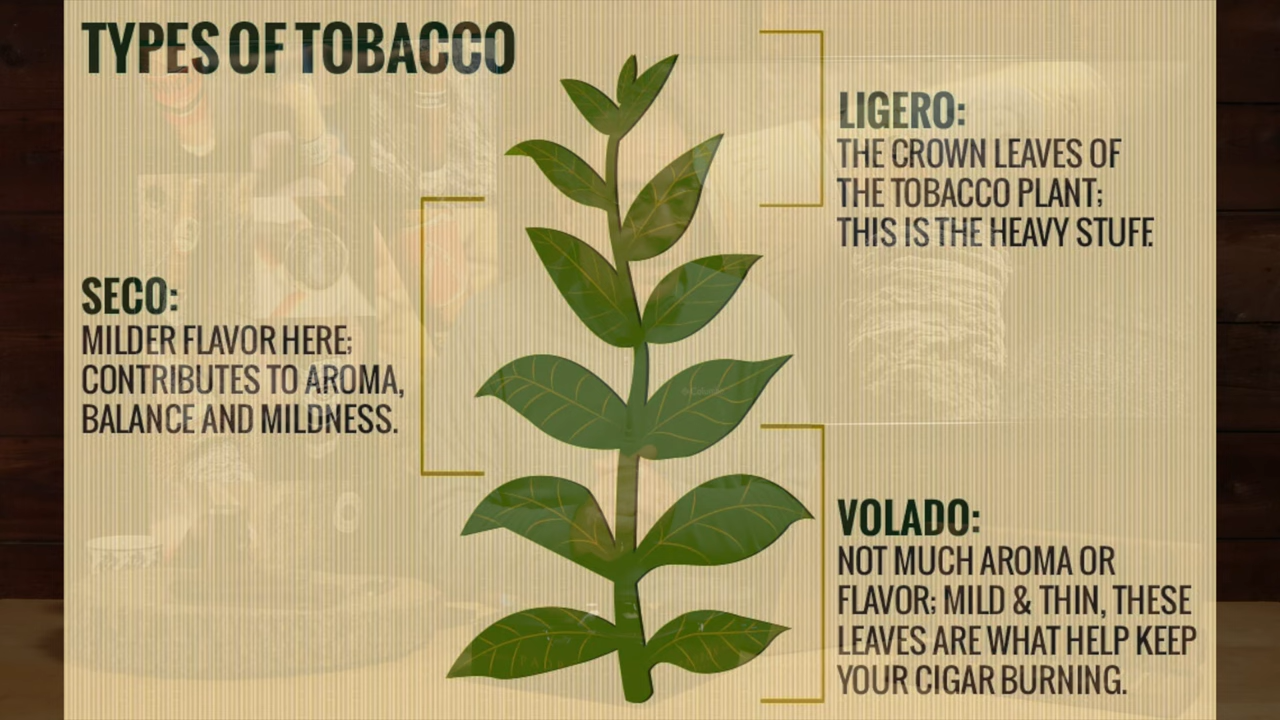 TYPES OF TOBACCO
LIGERO:
THE CROWN LEAVES OF
THE TOBACCO PLANT;
THIS IS THE HEAVY STUFF.
SECO:
MILDER FLAVOR HERE;
CONTRIBUTES TO AROMA,
BALANCE AND MILDNESS.
VOLADO:
NOT MUCH AROMA OR
FLAVOR; MILD & THIN, THESE
LEAVES ARE WHAT HELP KEEP
YOUR CIGAR BURNING.